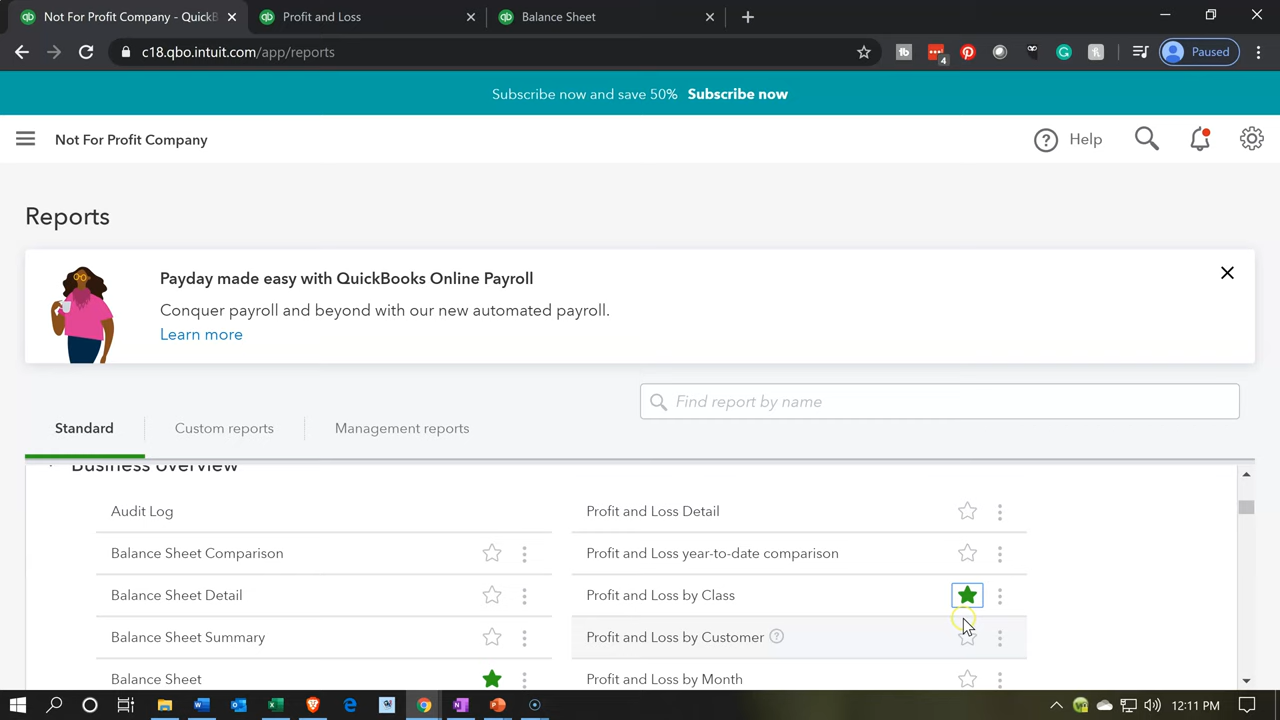 Not For Profit Company - QuickB
Profit and Loss
Balance Sheet
c18.qbo.intuit.com/app/reports
4
Paused
Subscribe now and save 50% Subscribe now
Not For Profit Company
Help
Reports
Payday made easy with QuickBooks Online Payroll
Conquer payroll and beyond with our new automated payroll.
Learn more
Find report by name
Standard
Custom reports
Management reports
Business overview
Audit Log
Profit and Loss Detail
Balance Sheet Comparison
Profit and Loss year-to-date comparison
Balance Sheet Detail
Profit and Loss by Class
Balance Sheet Summary
Profit and Loss by Customer
Balance Sheet
Profit and Loss by Month
12:11 PM